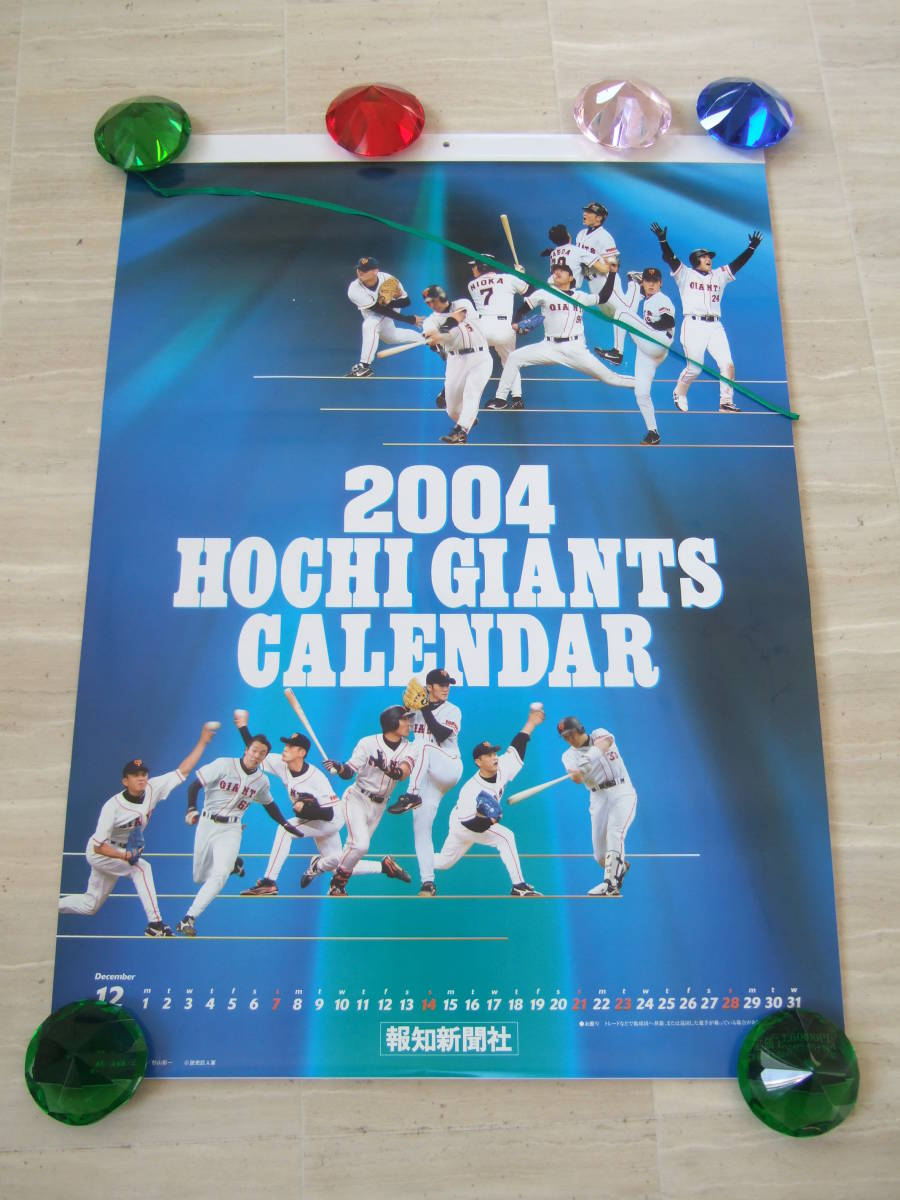 NIOKA
7
GIANTS
24
2004
HOCHI GIANTS
CALENDAR
December
12
m t w t f s s m t w t f s s m t w t f s s m t w t f s s m t w
1 2 3 4 5 6 7 8 9 10 11 12 13 14 15 16 17 18 19 20 21 22 23 24 25 26 27 28 29 30 31
報知新聞社